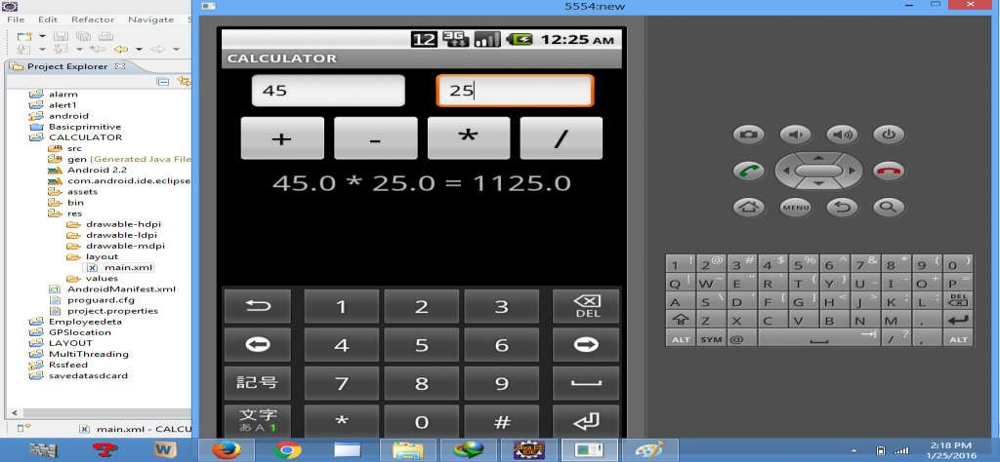 5554:new
File Edit Refactor Navigate
Project Explorer
alarm
alert1
android
Basicprimitive
CALCULATOR
src
gen [Generated Java File
Android 2.2
com.android.ide.eclipse
assets
bin
res
drawable-hdpi
drawable-ldpi
drawable-mdpi
layout
main.xml
values
AndroidManifest.xml
proguard.cfg
project.properties
Employeedeta
GPSlocation
LAYOUT
MultiThreading
Rssfeed
savedatasdcard
main.xml - CALCU
12 3G 12:25 AM
CALCULATOR
45 25
+ - * /
45.0 * 25.0 = 1125.0
1 2 3 DEL
4 5 6
記号 7 8 9
文字
あ A 1 * 0 #
MENU
1 ! 2 @ 3 # 4 $ 5 % 6 ^ 7 & 8 * 9 ( 0 )
Q | W ~ E " R ` T { Y } U - I - O + P =
A S \ D ' F [ G ] H < J > K ; L : DEL
Z X C V B N M .
ALT SYM @ / ? , ALT
Java EE
IDE
2:18 PM
1/25/2016